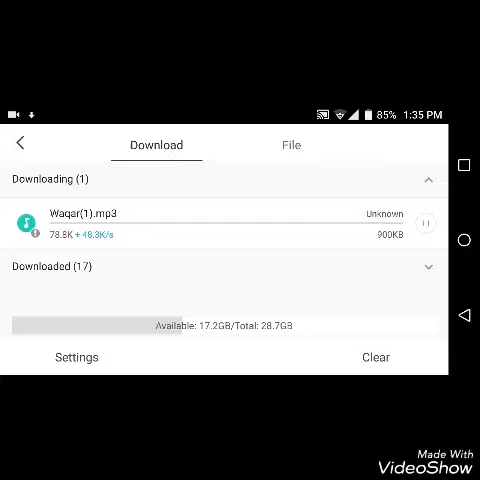 85% 1:35 PM
Download File
Downloading (1)
Waqar(1).mp3 Unknown
78.8K + 48.3K/s 900KB
Downloaded (17)
Available: 17.2GB/Total: 28.7GB
Settings Clear
Made With
VideoShow